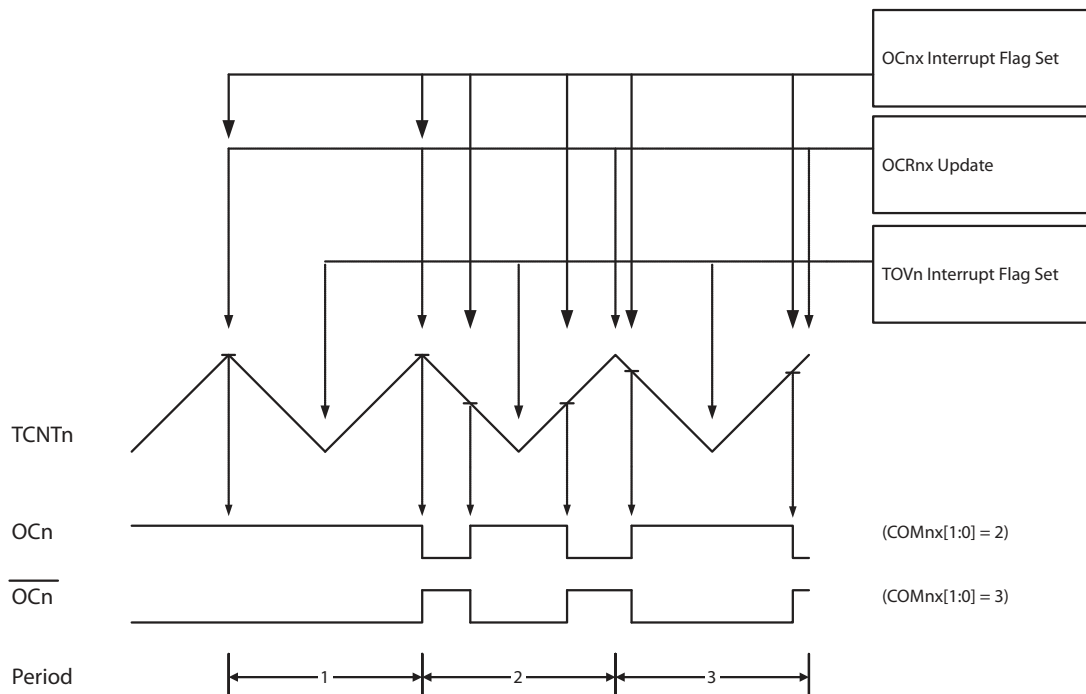 OCnx Interrupt Flag Set
OCRnx Update
TOVn Interrupt Flag Set
TCNTn
OCn
(COMnx[1:0] = 2)
OCn
(COMnx[1:0] = 3)
Period
1
2
3